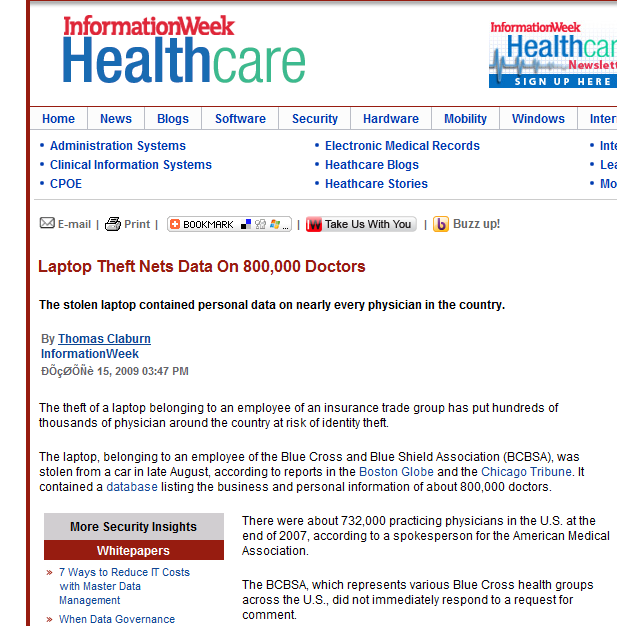 InformationWeek
Healthcare
InformationWeek
Healthcar
Newslett
SIGN UP HERE
Home News Blogs Software Security Hardware Mobility Windows Inter
• Administration Systems • Electronic Medical Records • Inte
• Clinical Information Systems • Heathcare Blogs • Lea
• CPOE • Heathcare Stories • Mo
E-mail | Print | BOOKMARK ... | Take Us With You | Buzz up!
Laptop Theft Nets Data On 800,000 Doctors
The stolen laptop contained personal data on nearly every physician in the country.
By Thomas Claburn
InformationWeek
ÐÕçØÕÑè 15, 2009 03:47 PM
The theft of a laptop belonging to an employee of an insurance trade group has put hundreds of
thousands of physician around the country at risk of identity theft.
The laptop, belonging to an employee of the Blue Cross and Blue Shield Association (BCBSA), was
stolen from a car in late August, according to reports in the Boston Globe and the Chicago Tribune. It
contained a database listing the business and personal information of about 800,000 doctors.
More Security Insights
Whitepapers
» 7 Ways to Reduce IT Costs
with Master Data
Management
» When Data Governance
There were about 732,000 practicing physicians in the U.S. at the
end of 2007, according to a spokesperson for the American Medical
Association.
The BCBSA, which represents various Blue Cross health groups
across the U.S., did not immediately respond to a request for
comment.